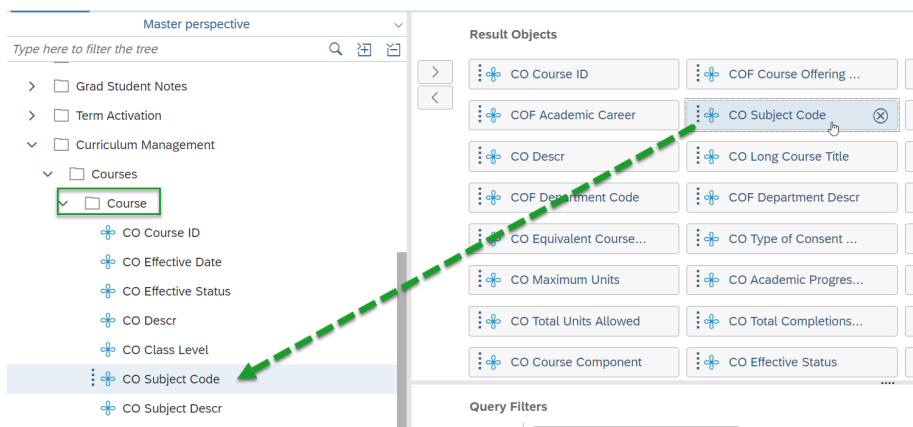 Master perspective
Type here to filter the tree
Grad Student Notes
Term Activation
Curriculum Management
Courses
Course
CO Course ID
CO Effective Date
CO Effective Status
CO Descr
CO Class Level
CO Subject Code
CO Subject Descr
Result Objects
CO Course ID
COF Course Offering ...
COF Academic Career
CO Subject Code
CO Descr
CO Long Course Title
COF Department Code
COF Department Descr
CO Equivalent Course...
CO Type of Consent ...
CO Maximum Units
CO Academic Progres...
CO Total Units Allowed
CO Total Completions...
CO Course Component
CO Effective Status
Query Filters